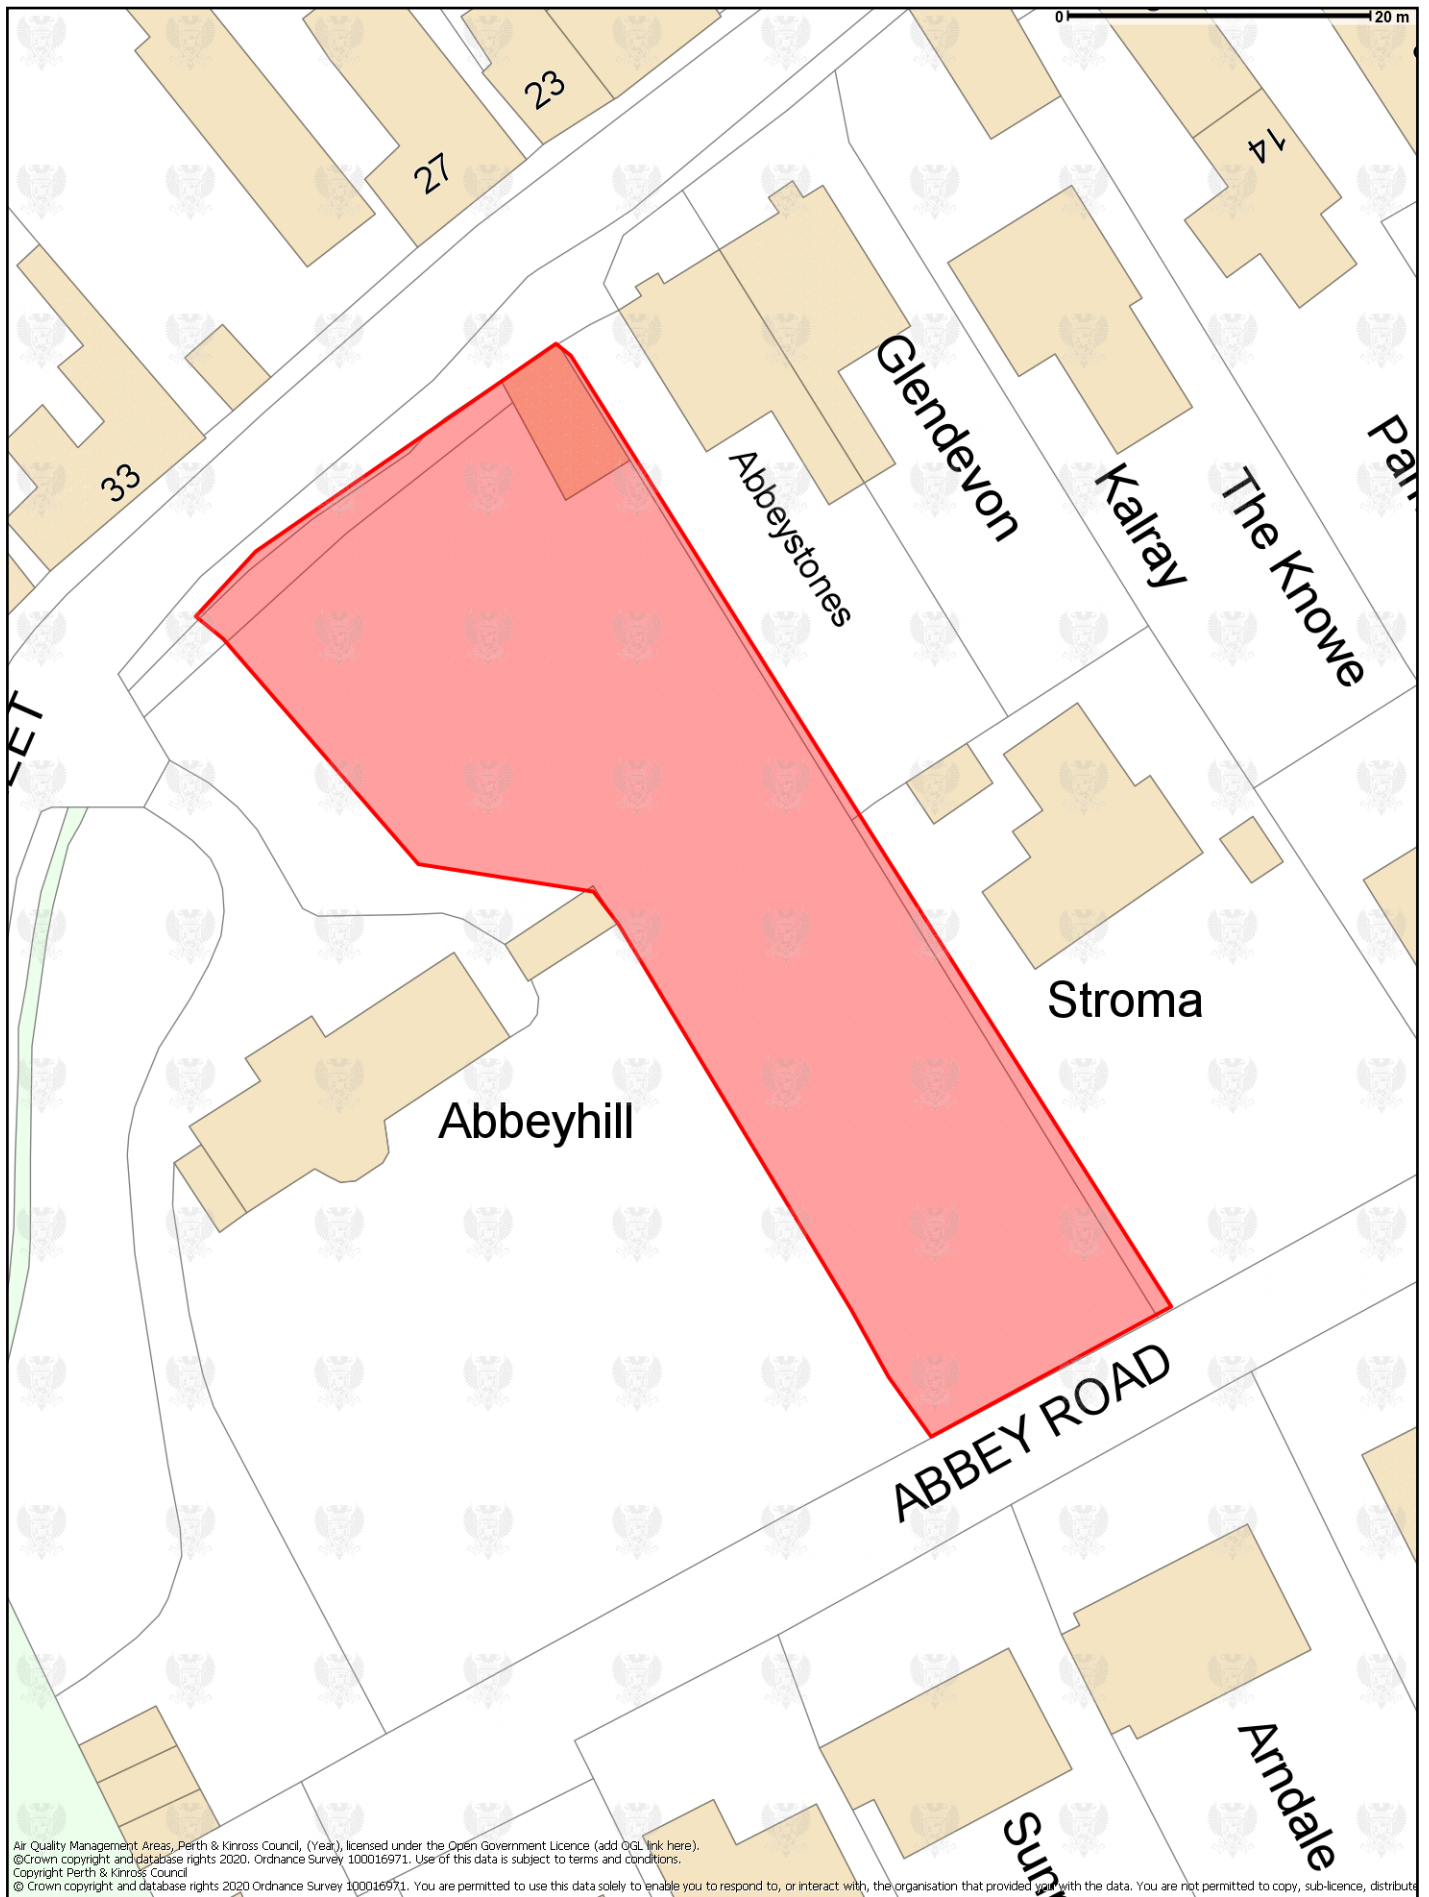 0 20 m
23
14
27
33
Glendevon
Abbeystones
Kalray
The Knowe
Stroma
Abbeyhill
ABBEY ROAD
Arndale
Air Quality Management Areas, Perth & Kinross Council, (Year), licensed under the Open Government Licence (add OGL link here).
©Crown copyright and database rights 2020. Ordnance Survey 100016971. Use of this data is subject to terms and conditions.
Copyright Perth & Kinross Council
© Crown copyright and database rights 2020 Ordnance Survey 100016971. You are permitted to use this data solely to enable you to respond to, or interact with, the organisation that provided you with the data. You are not permitted to copy, sub-licence, distribute